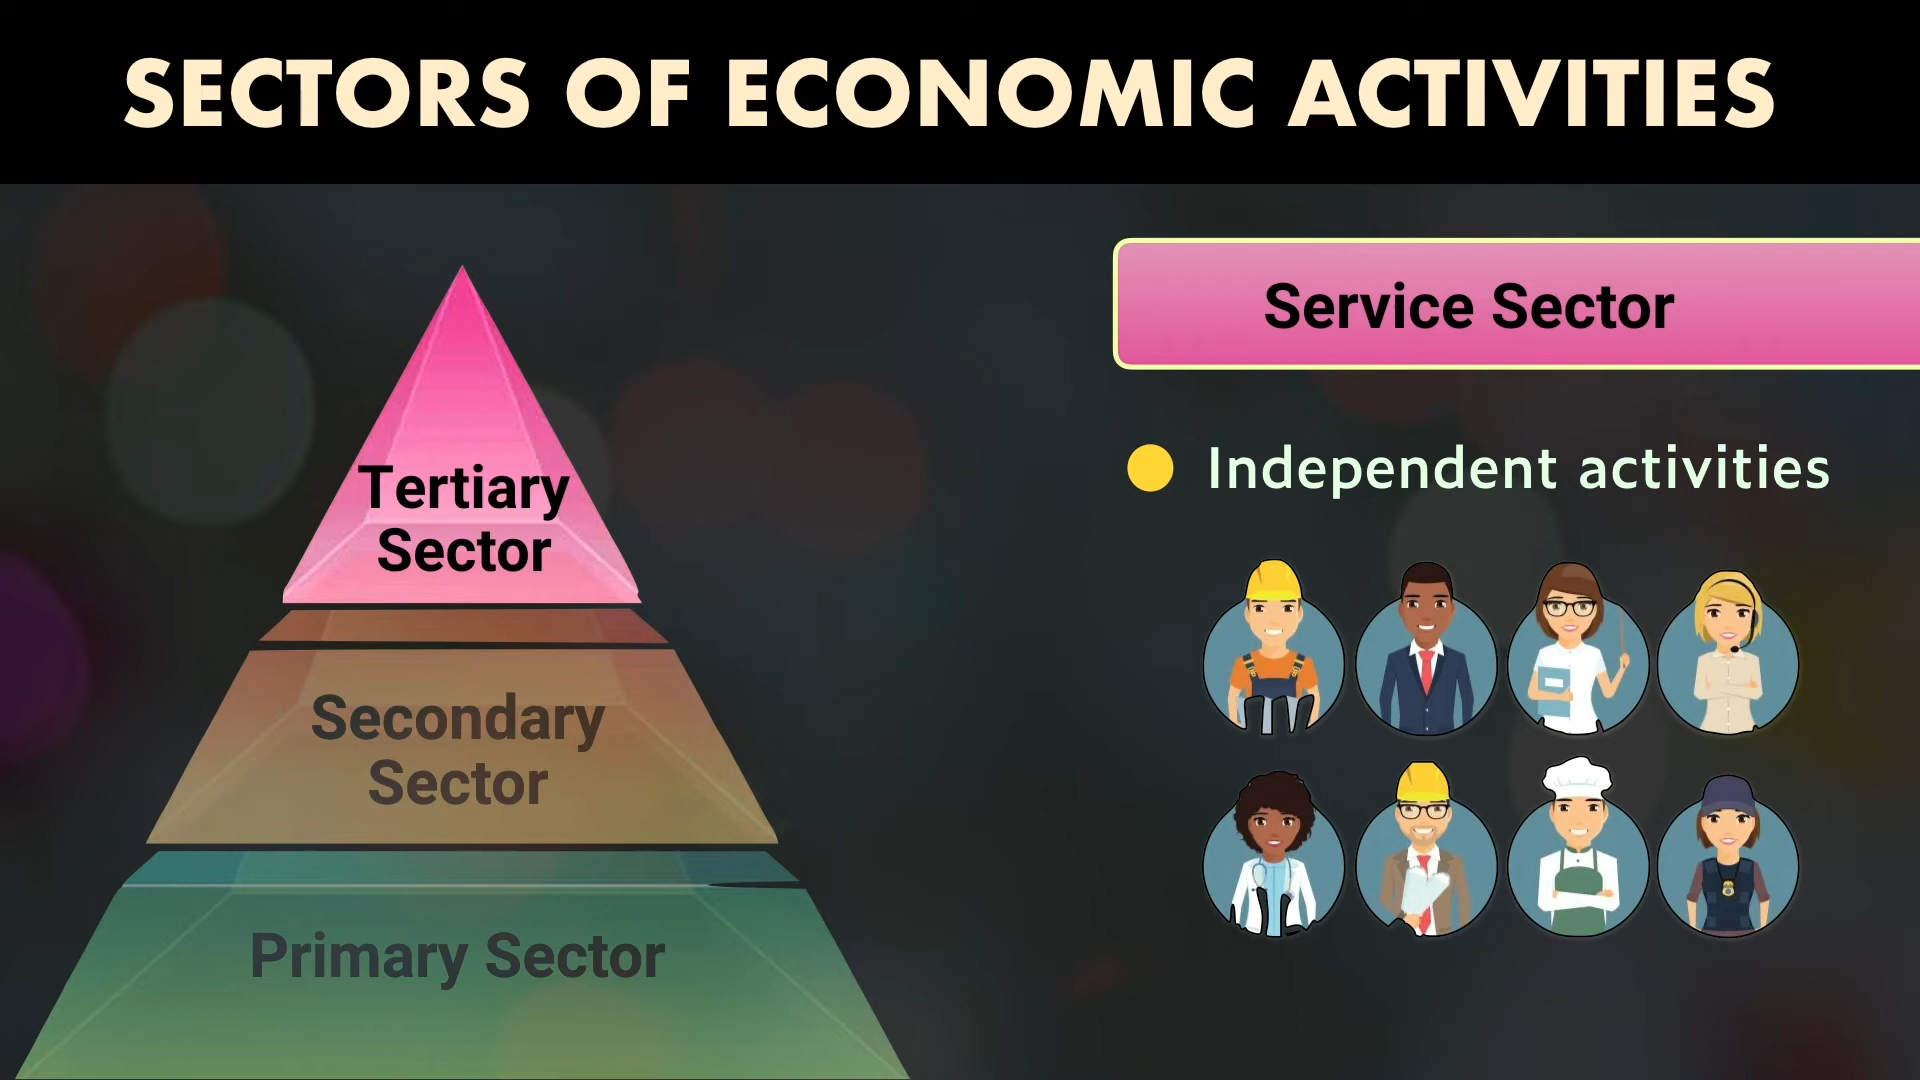 SECTORS OF ECONOMIC ACTIVITIES
Tertiary
Sector
Secondary
Sector
Primary Sector
Service Sector
Independent activities